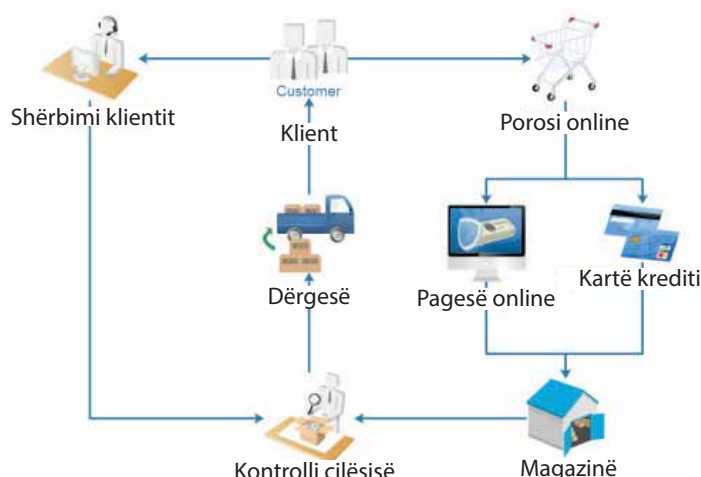 Customer
Shërbimi klientit
Klient
Porosi online
Dërgesë
Pagesë online
Kartë krediti
Kontrolli cilësisë
Magazinë